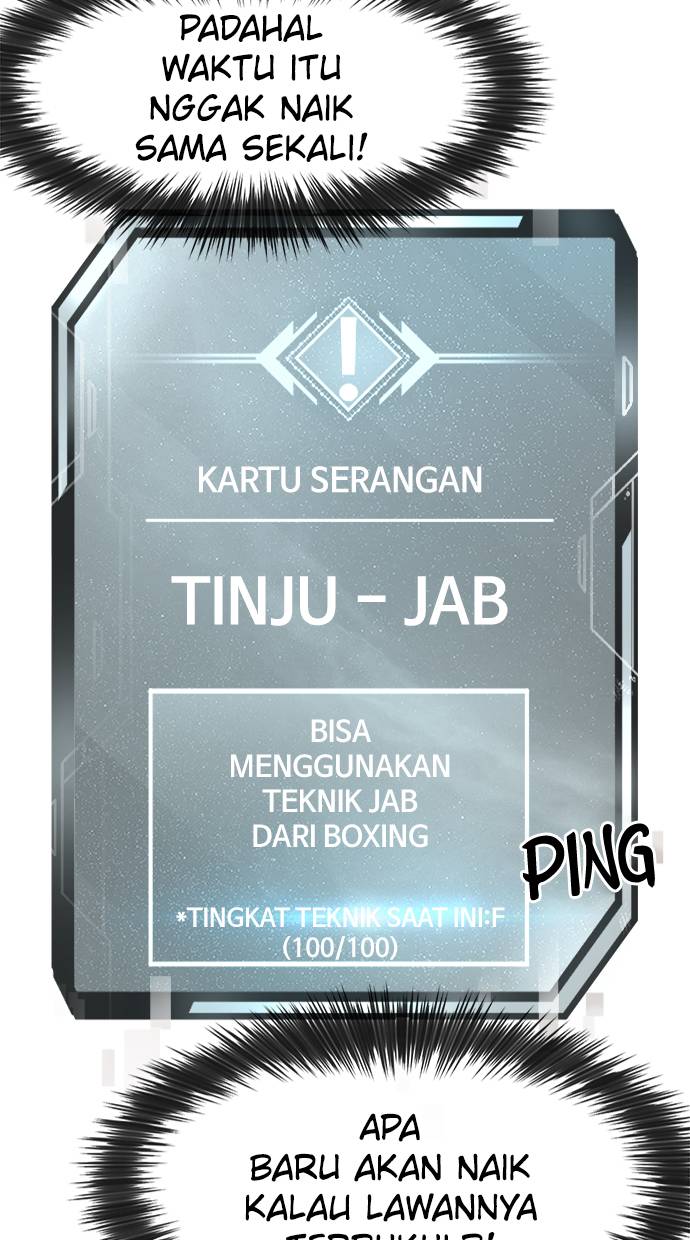 PADAHAL
WAKTU ITU
NGGAK NAIK
SAMA SEKALI!
!
KARTU SERANGAN
TINJU - JAB
BISA
MENGGUNAKAN
TEKNIK JAB
DARI BOXING
PING
*TINGKAT TEKNIK SAAT INI:F
(100/100)
APA
BARU AKAN NAIK
KALAU LAWANNYA